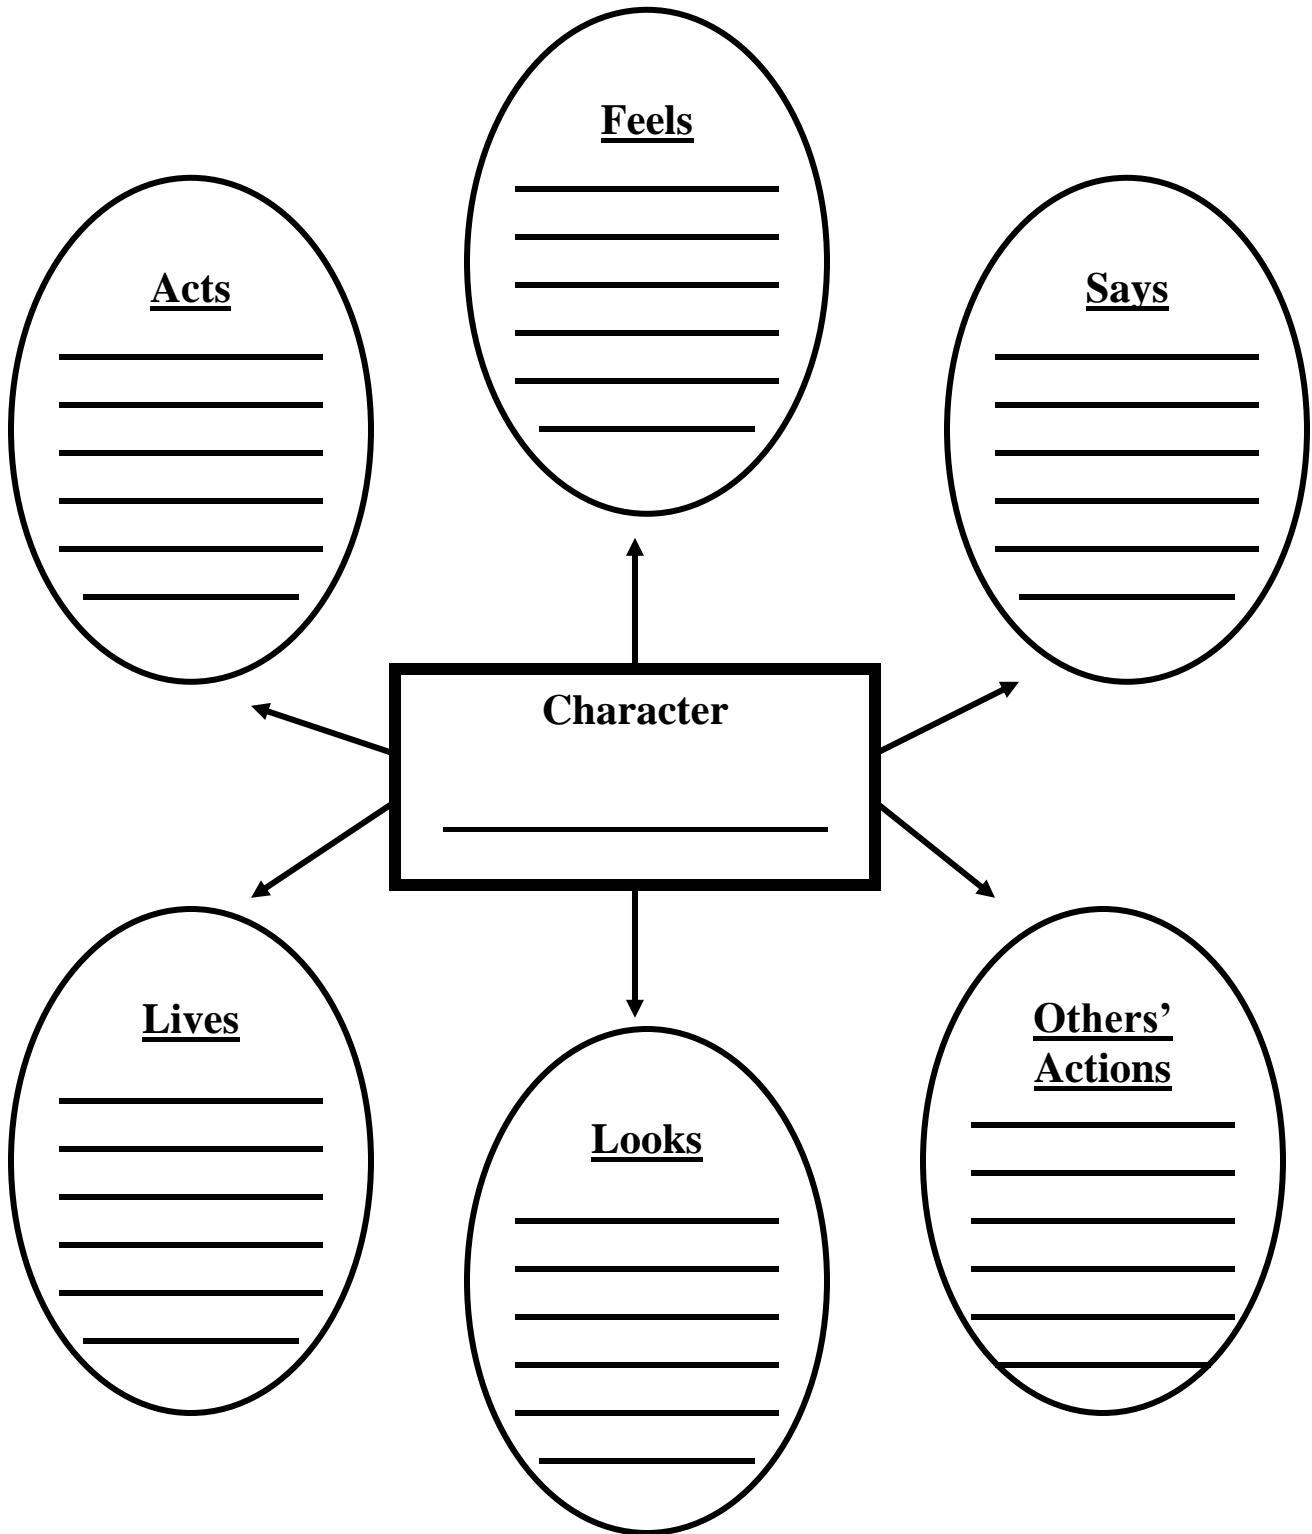 Feels
Acts
Says
Character
Lives
Others’
Actions
Looks